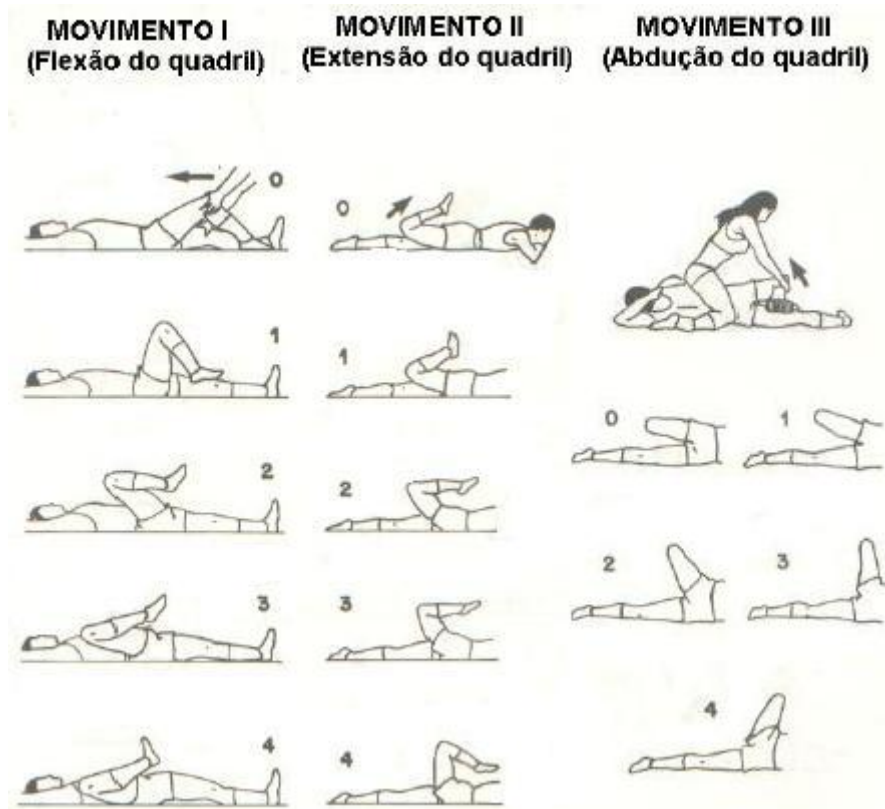 MOVIMENTO I
(Flexão do quadril)
0
1
2
3
4
MOVIMENTO II
(Extensão do quadril)
0
1
2
3
4
MOVIMENTO III
(Abdução do quadril)
0
1
2
3
4